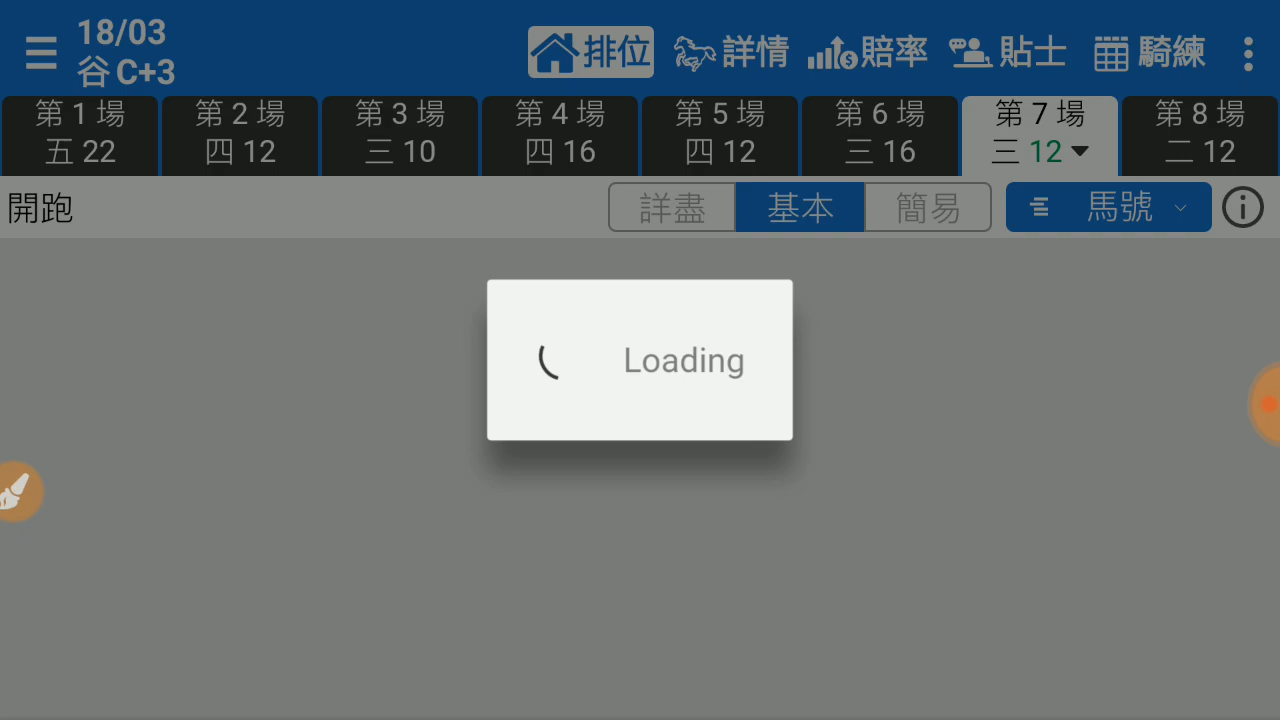 18/03
谷 C+3
排位
詳情
賠率
貼士
騎練
第 1 場
五 22
第 2 場
四 12
第 3 場
三 10
第 4 場
四 16
第 5 場
四 12
第 6 場
三 16
第 7 場
三 12
第 8 場
二 12
開跑
詳盡
基本
簡易
馬號
Loading